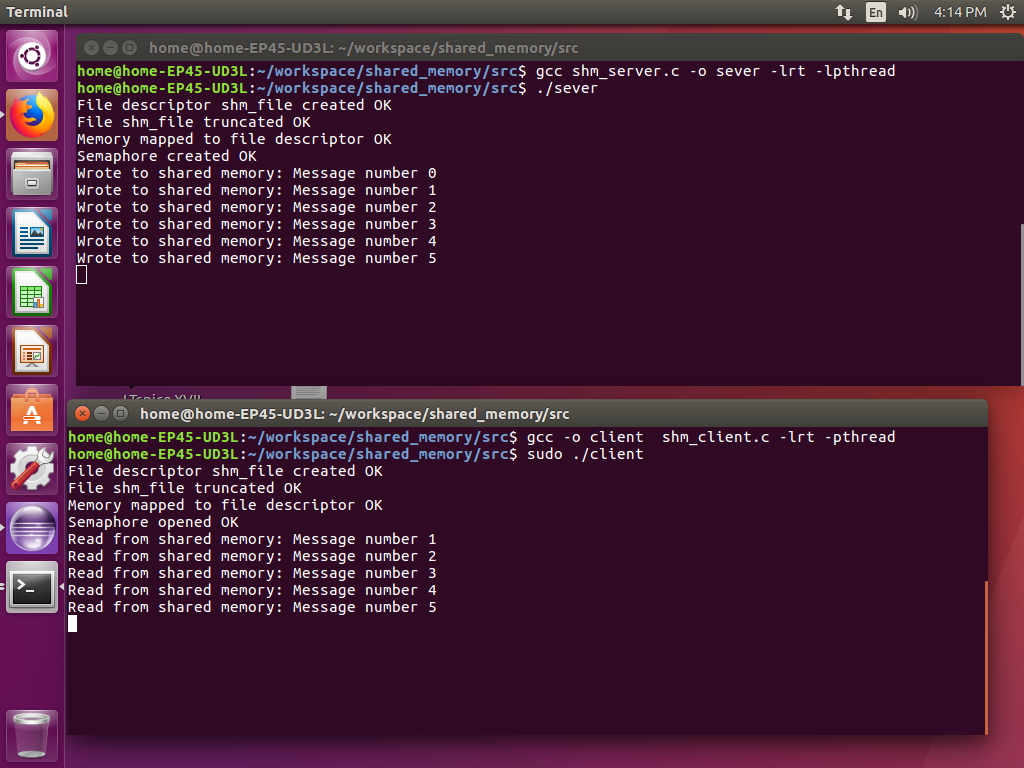 Terminal
En
4:14 PM
home@home-EP45-UD3L: ~/workspace/shared_memory/src
home@home-EP45-UD3L:~/workspace/shared_memory/src$ gcc shm_server.c -o sever -lrt -lpthread
home@home-EP45-UD3L:~/workspace/shared_memory/src$ ./sever
File descriptor shm_file created OK
File shm_file truncated OK
Memory mapped to file descriptor OK
Semaphore created OK
Wrote to shared memory: Message number 0
Wrote to shared memory: Message number 1
Wrote to shared memory: Message number 2
Wrote to shared memory: Message number 3
Wrote to shared memory: Message number 4
Wrote to shared memory: Message number 5
home@home-EP45-UD3L: ~/workspace/shared_memory/src
home@home-EP45-UD3L:~/workspace/shared_memory/src$ gcc -o client  shm_client.c -lrt -pthread
home@home-EP45-UD3L:~/workspace/shared_memory/src$ sudo ./client
File descriptor shm_file created OK
File shm_file truncated OK
Memory mapped to file descriptor OK
Semaphore opened OK
Read from shared memory: Message number 1
Read from shared memory: Message number 2
Read from shared memory: Message number 3
Read from shared memory: Message number 4
Read from shared memory: Message number 5